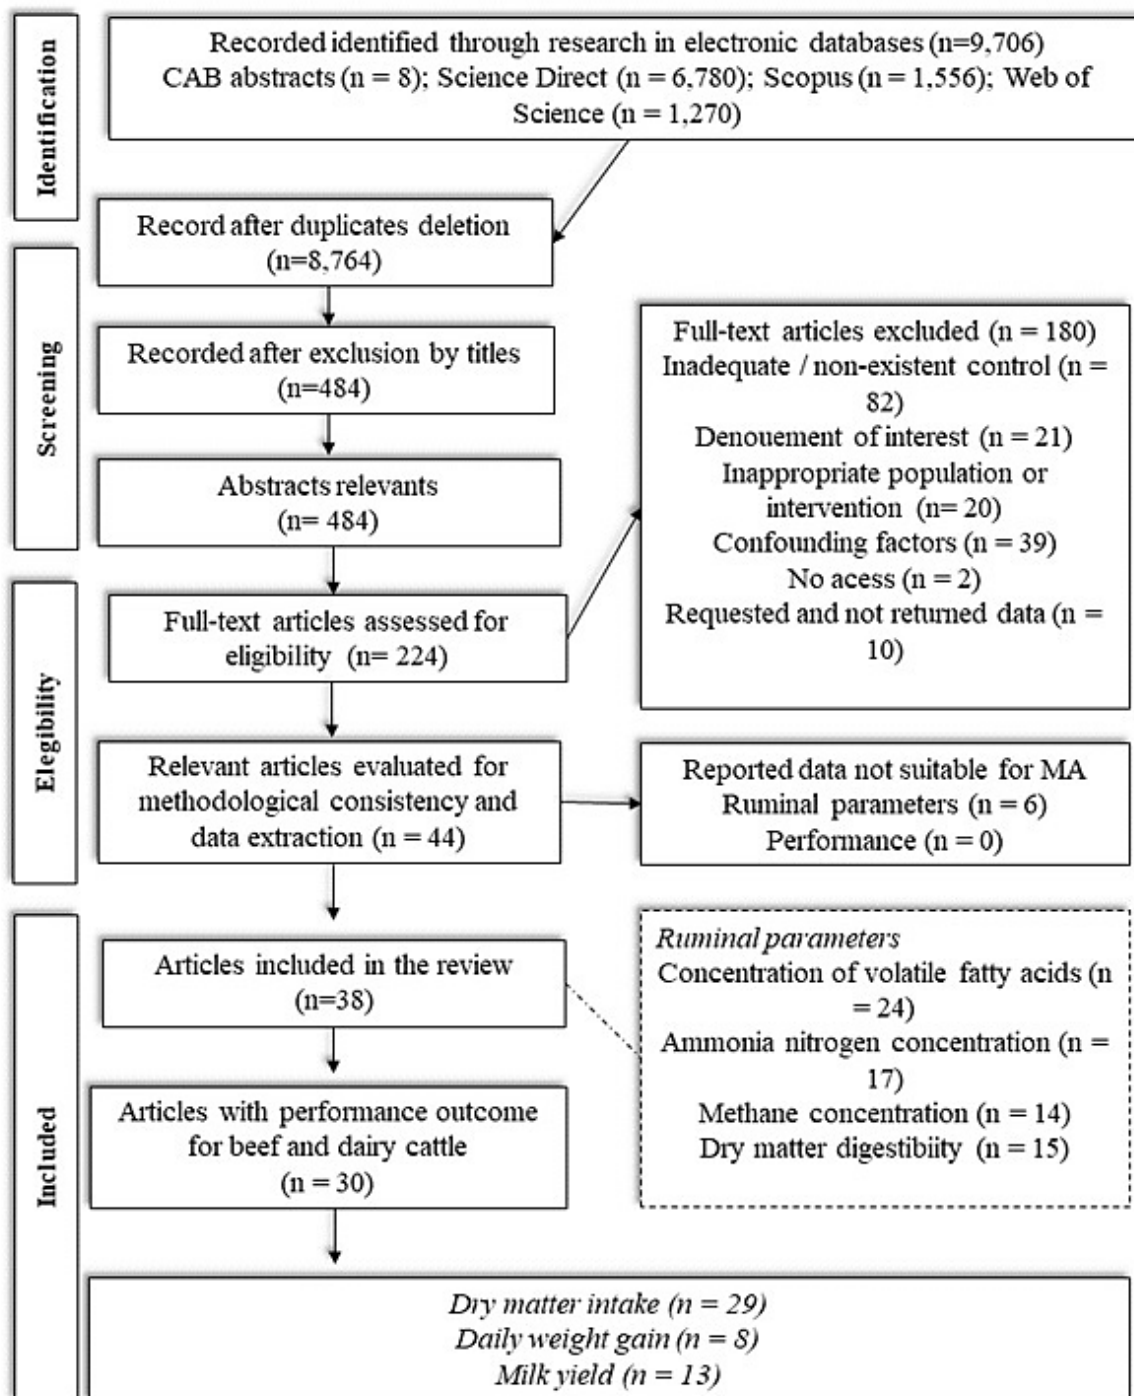 Identification
Recorded identified through research in electronic databases (n=9,706)
CAB abstracts (n = 8); Science Direct (n = 6,780); Scopus (n = 1,556); Web of
Science (n = 1,270)
Record after duplicates deletion
(n=8,764)
Screening
Recorded after exclusion by titles
(n=484)
Abstracts relevants
(n= 484)
Full-text articles excluded (n = 180)
Inadequate / non-existent control (n =
82)
Denouement of interest (n = 21)
Inappropriate population or
intervention (n= 20)
Confounding factors (n = 39)
No acess (n = 2)
Requested and not returned data (n =
10)
Elegibility
Full-text articles assessed for
eligibility (n= 224)
Relevant articles evaluated for
methodological consistency and
data extraction (n = 44)
Reported data not suitable for MA
Ruminal parameters (n = 6)
Performance (n = 0)
Included
Articles included in the review
(n=38)
Ruminal parameters
Concentration of volatile fatty acids (n
= 24)
Ammonia nitrogen concentration (n =
17)
Methane concentration (n = 14)
Dry matter digestibiity (n = 15)
Articles with performance outcome
for beef and dairy cattle
(n = 30)
Dry matter intake (n = 29)
Daily weight gain (n = 8)
Milk yield (n = 13)